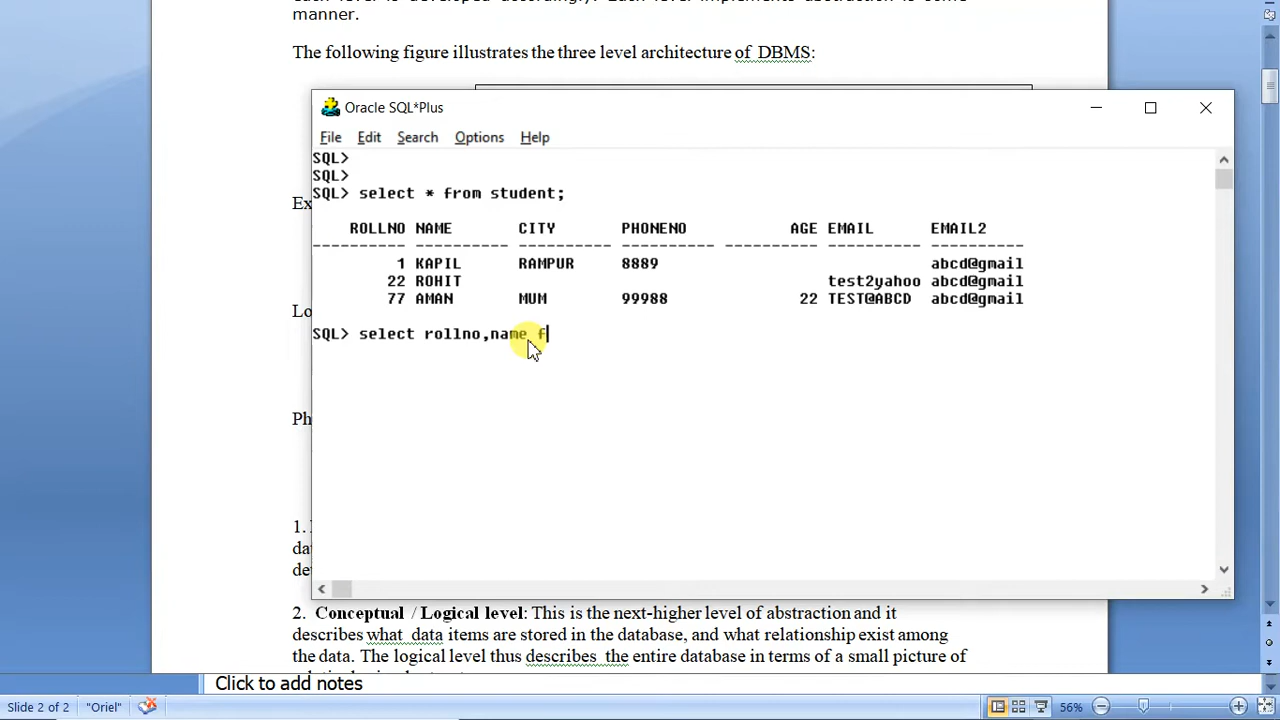 manner.
The following figure illustrates the three level architecture of DBMS:
Oracle SQL*Plus
File Edit Search Options Help
SQL>
SQL>
SQL> select * from student;
ROLLNO NAME CITY PHONENO AGE EMAIL EMAIL2
---------- ---------- ---------- ---------- ---------- ---------- ----------
1 KAPIL RAMPUR 8889 abcd@gmail
22 ROHIT test2yahoo abcd@gmail
77 AMAN MUM 99988 22 TEST@ABCD abcd@gmail
SQL> select rollno,name f
1.
2. Conceptual / Logical level: This is the next-higher level of abstraction and it
describes what data items are stored in the database, and what relationship exist among
the data. The logical level thus describes the entire database in terms of a small picture of
Click to add notes
Slide 2 of 2 "Oriel" 56%